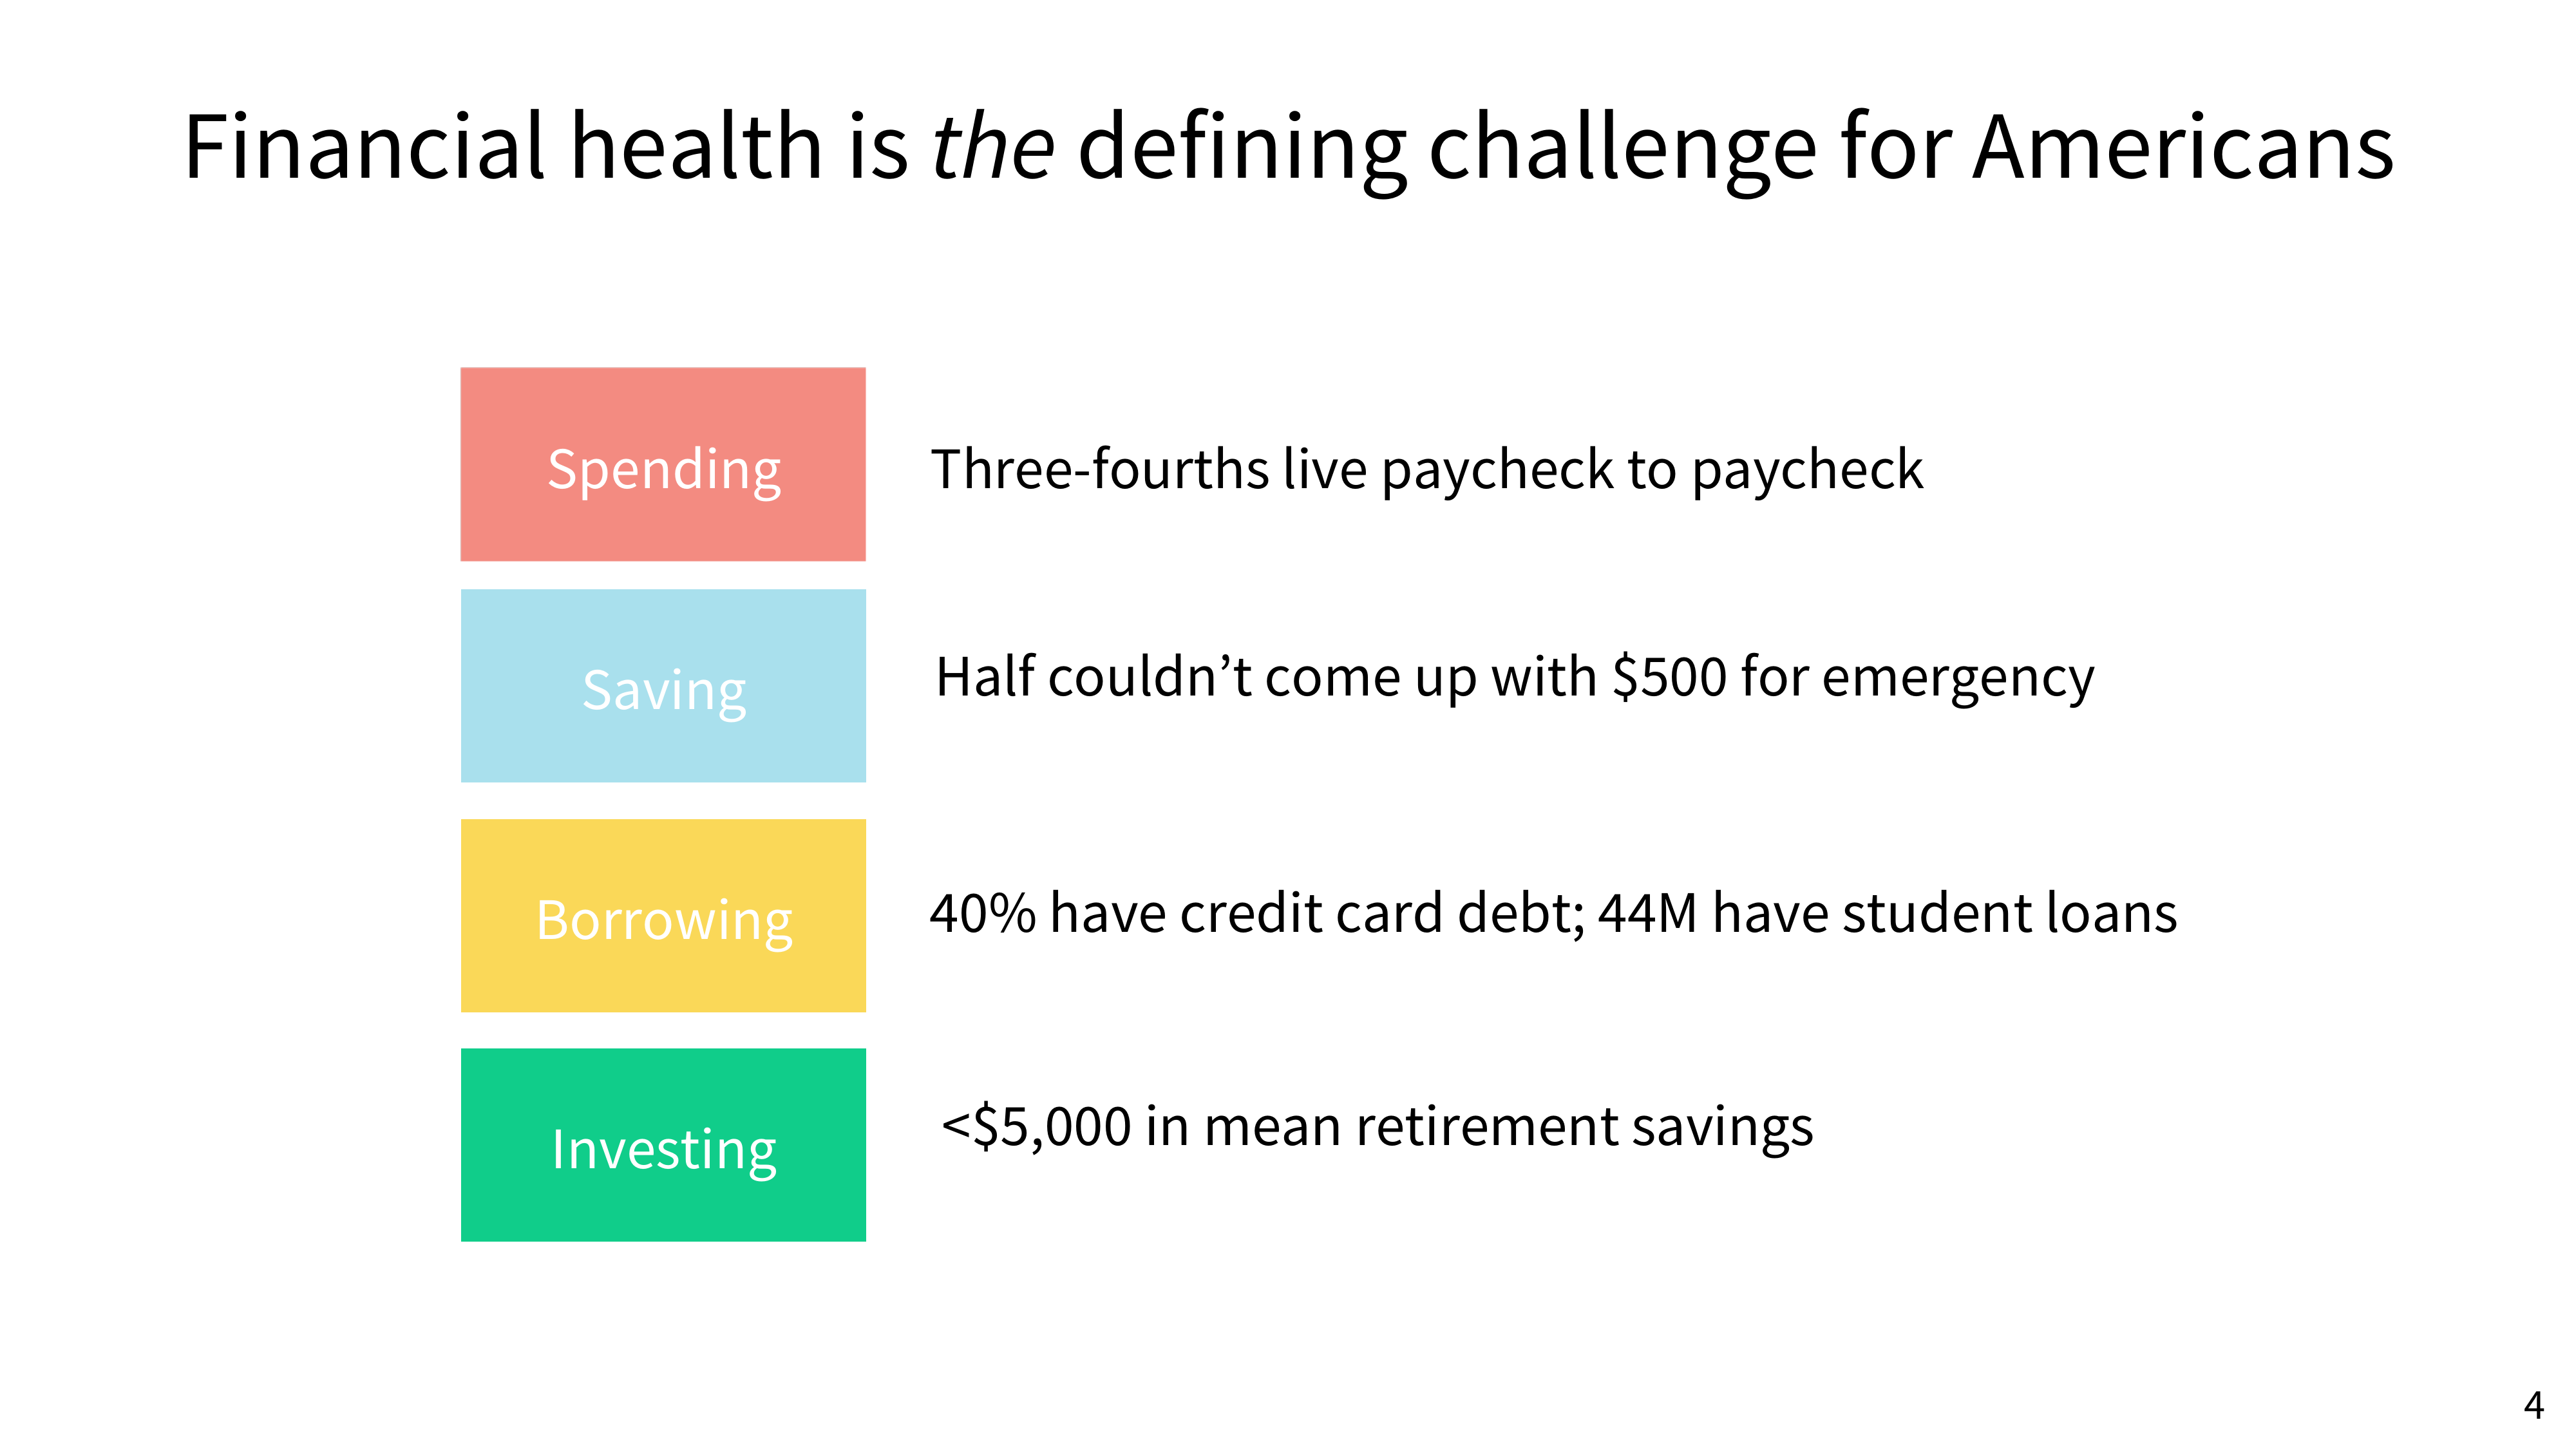 Financial health is the defining challenge for Americans
Spending
Three-fourths live paycheck to paycheck
Saving
Half couldn’t come up with $500 for emergency
Borrowing
40% have credit card debt; 44M have student loans
Investing
<$5,000 in mean retirement savings
4